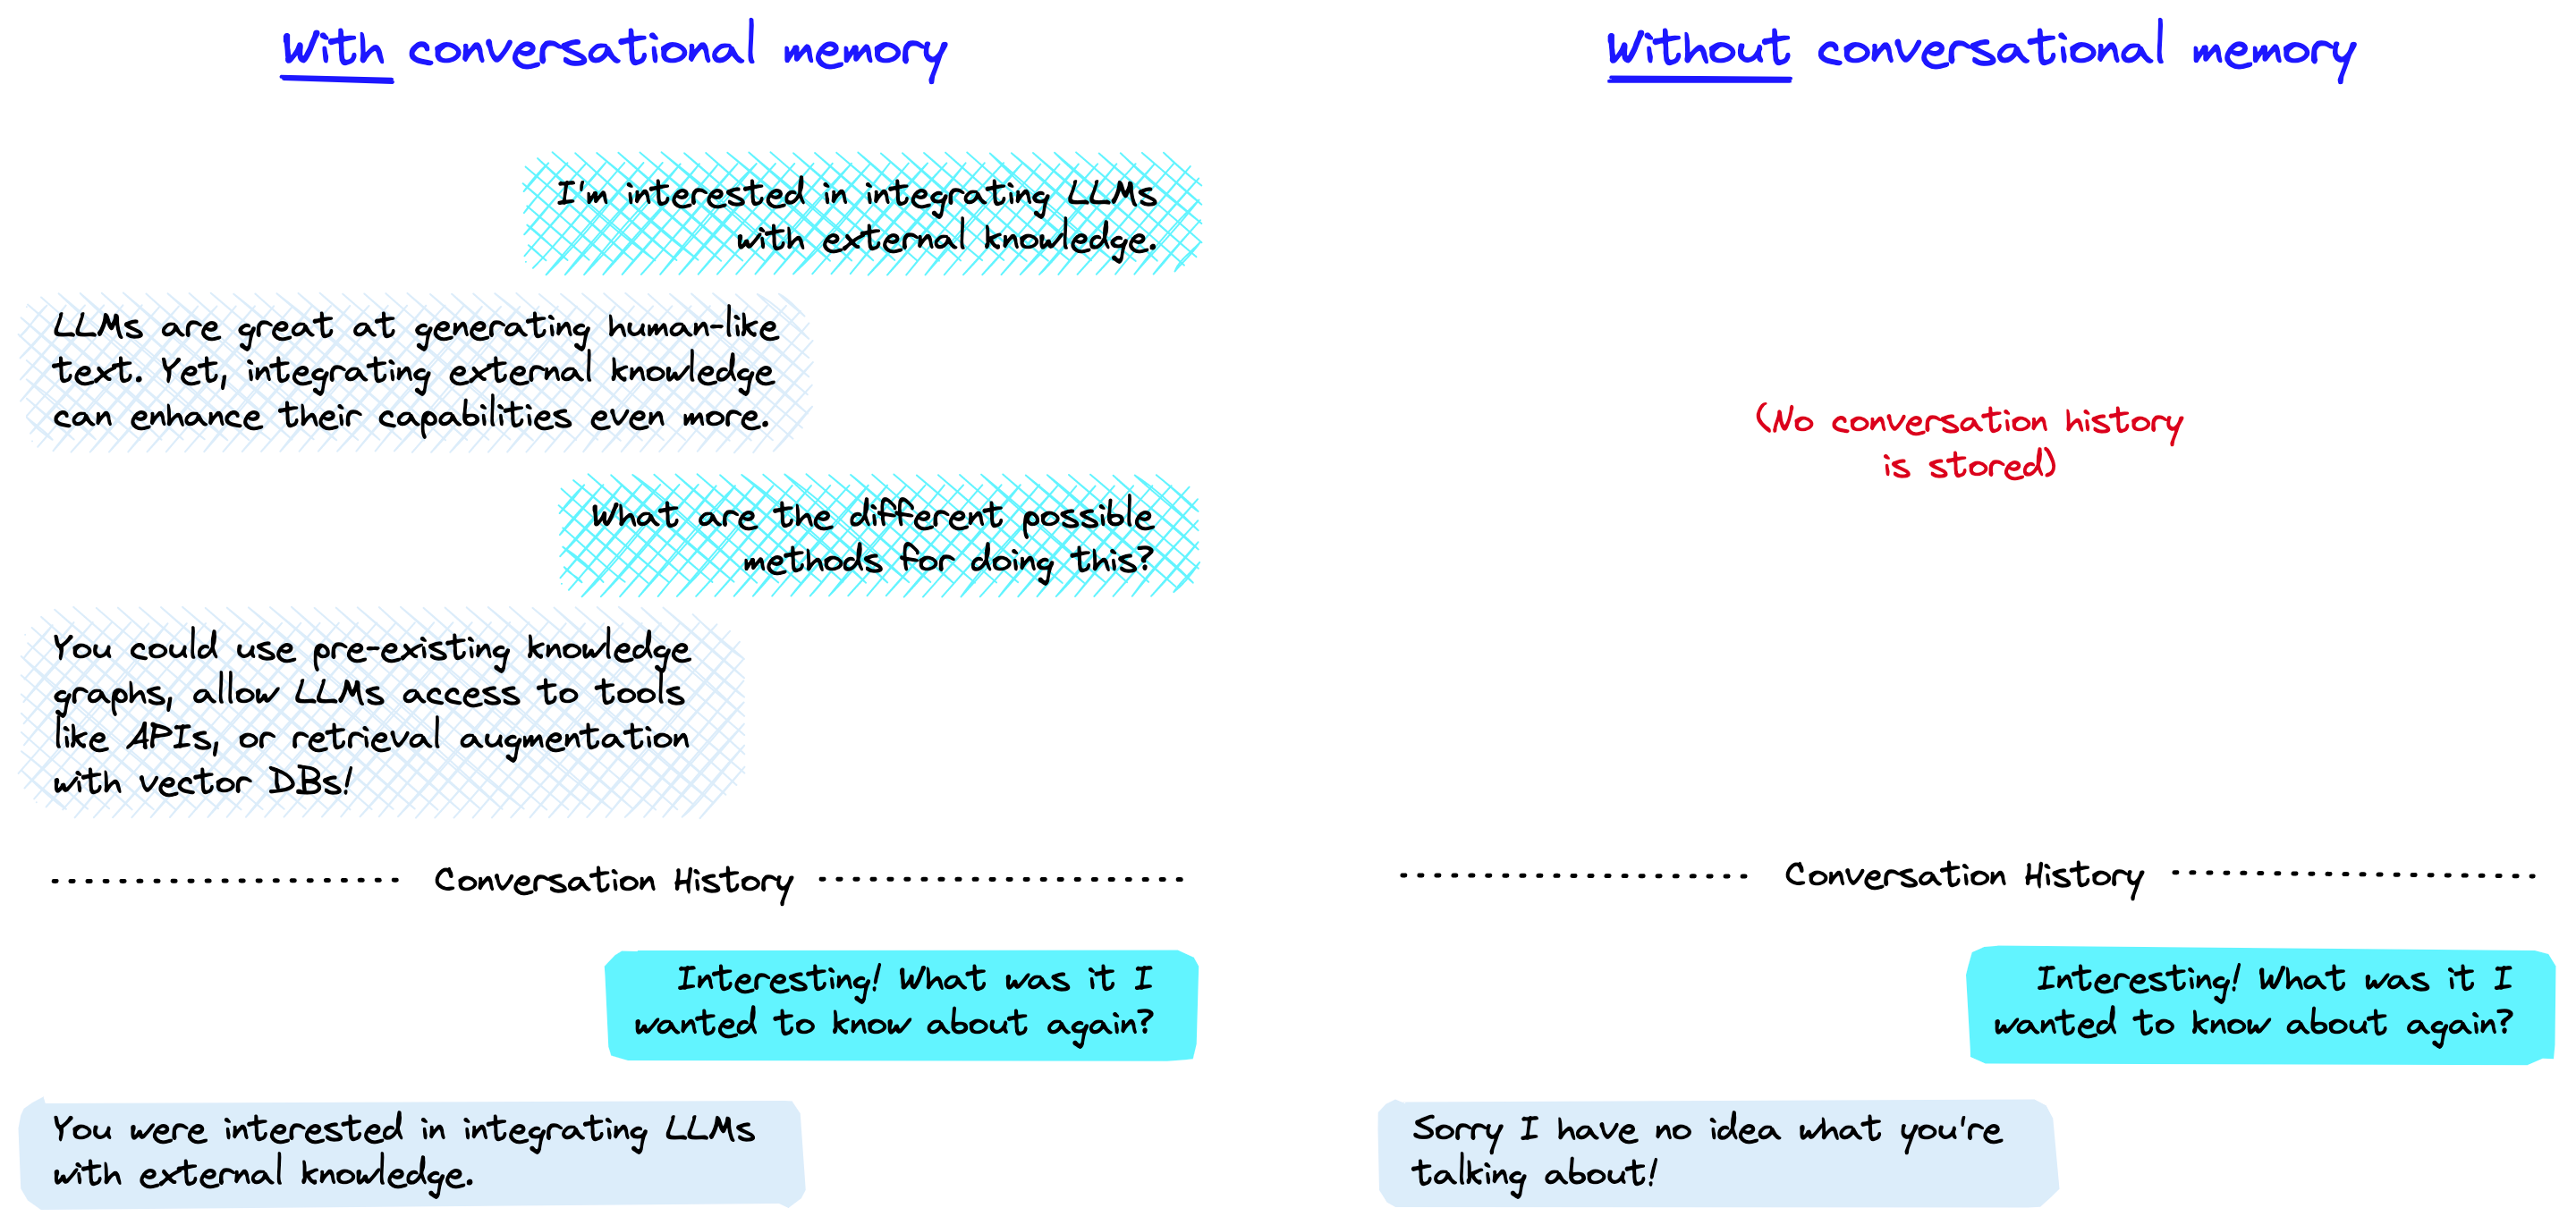 With conversational memory
I'm interested in integrating LLMs
with external knowledge.
LLMs are great at generating human-like
text. Yet, integrating external knowledge
can enhance their capabilities even more.
What are the different possible
methods for doing this?
You could use pre-existing knowledge
graphs, allow LLMs access to tools
like APIs, or retrieval augmentation
with vector DBs!
Conversation History
Interesting! What was it I
wanted to know about again?
You were interested in integrating LLMs
with external knowledge.
Without conversational memory
(No conversation history
is stored)
Conversation History
Interesting! What was it I
wanted to know about again?
Sorry I have no idea what you're
talking about!